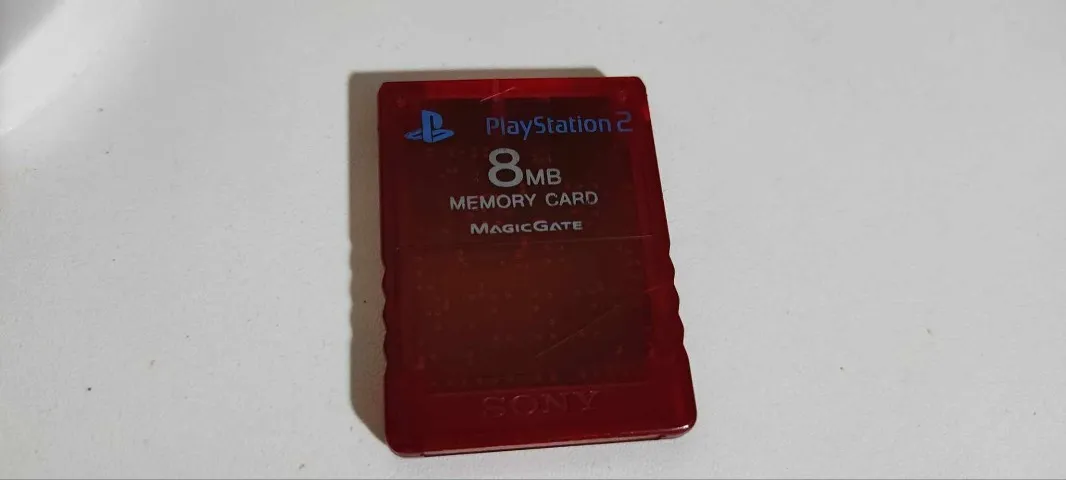 PlayStation 2
8MB
MEMORY CARD
MAGICGATE
SONY